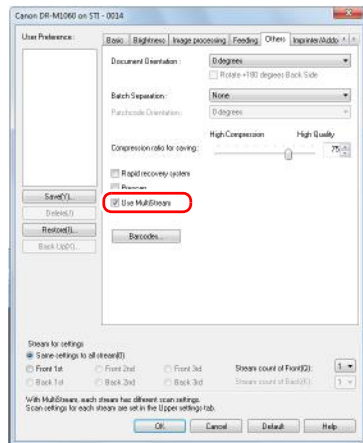 Canon DR-M1060 on STI - 0014
User Preference :
Basic Brightness Image processing Feeding Others Imprinter/Addo
Document Orientation : 0 degrees
Rotate +180 degrees Back Side
Batch Separation : None
Patchcode Orientation : 0 degrees
High Compression High Quality
Compression ratio for saving : 75
Rapid recovery system
Prescan
Save(Y)... Use MultiStream
Delete(J)
Restore(I)... Barcodes...
Back Up(X)...
Stream for settings
Same settings to all stream(0)
Front 1st Front 2nd Front 3rd Stream count of Front(Q): 1
Back 1st Back 2nd Back 3rd Stream count of Back(K): 1
With MultiStream, each stream has different scan settings.
Scan settings for each stream are set in the Upper settings tab.
OK Cancel Default Help